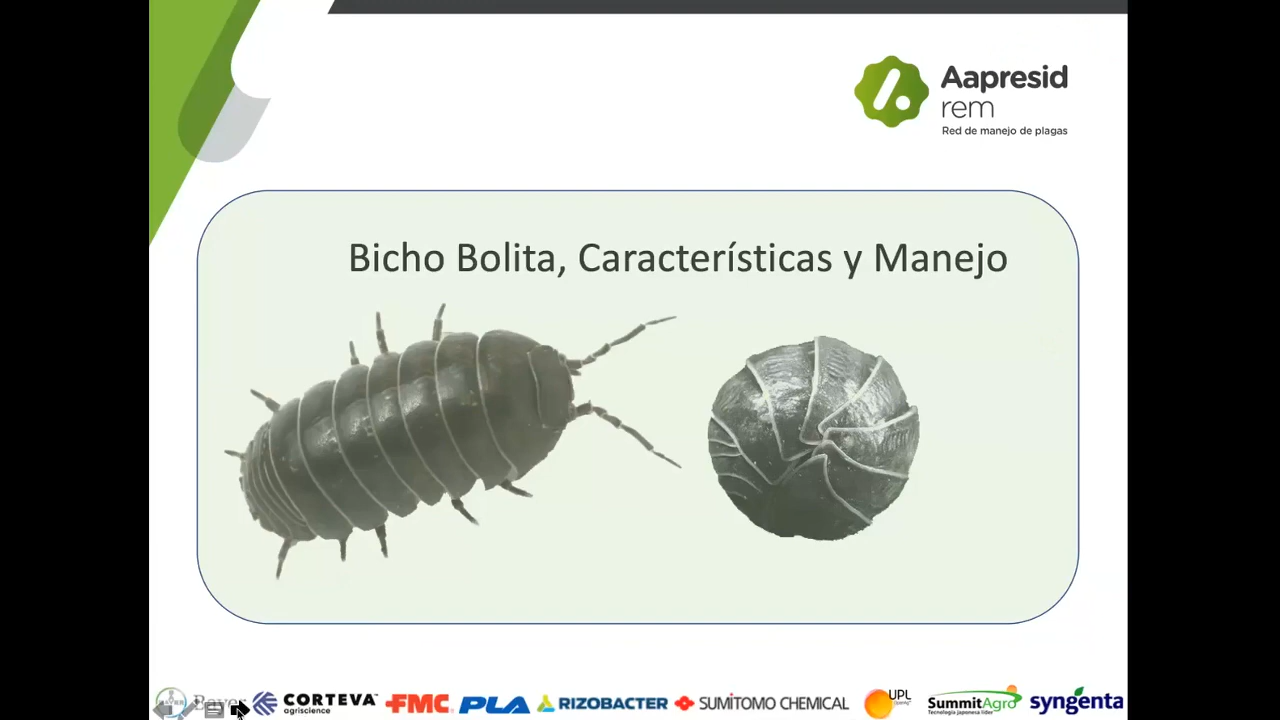 Aapresid
rem
Red de manejo de plagas
Bicho Bolita, Características y Manejo
Bayer
CORTEVA
agriscience
FMC
PLA
RIZOBACTER
SUMITOMO CHEMICAL
UPL
SummitAgro
Tecnología japonesa líder
syngenta